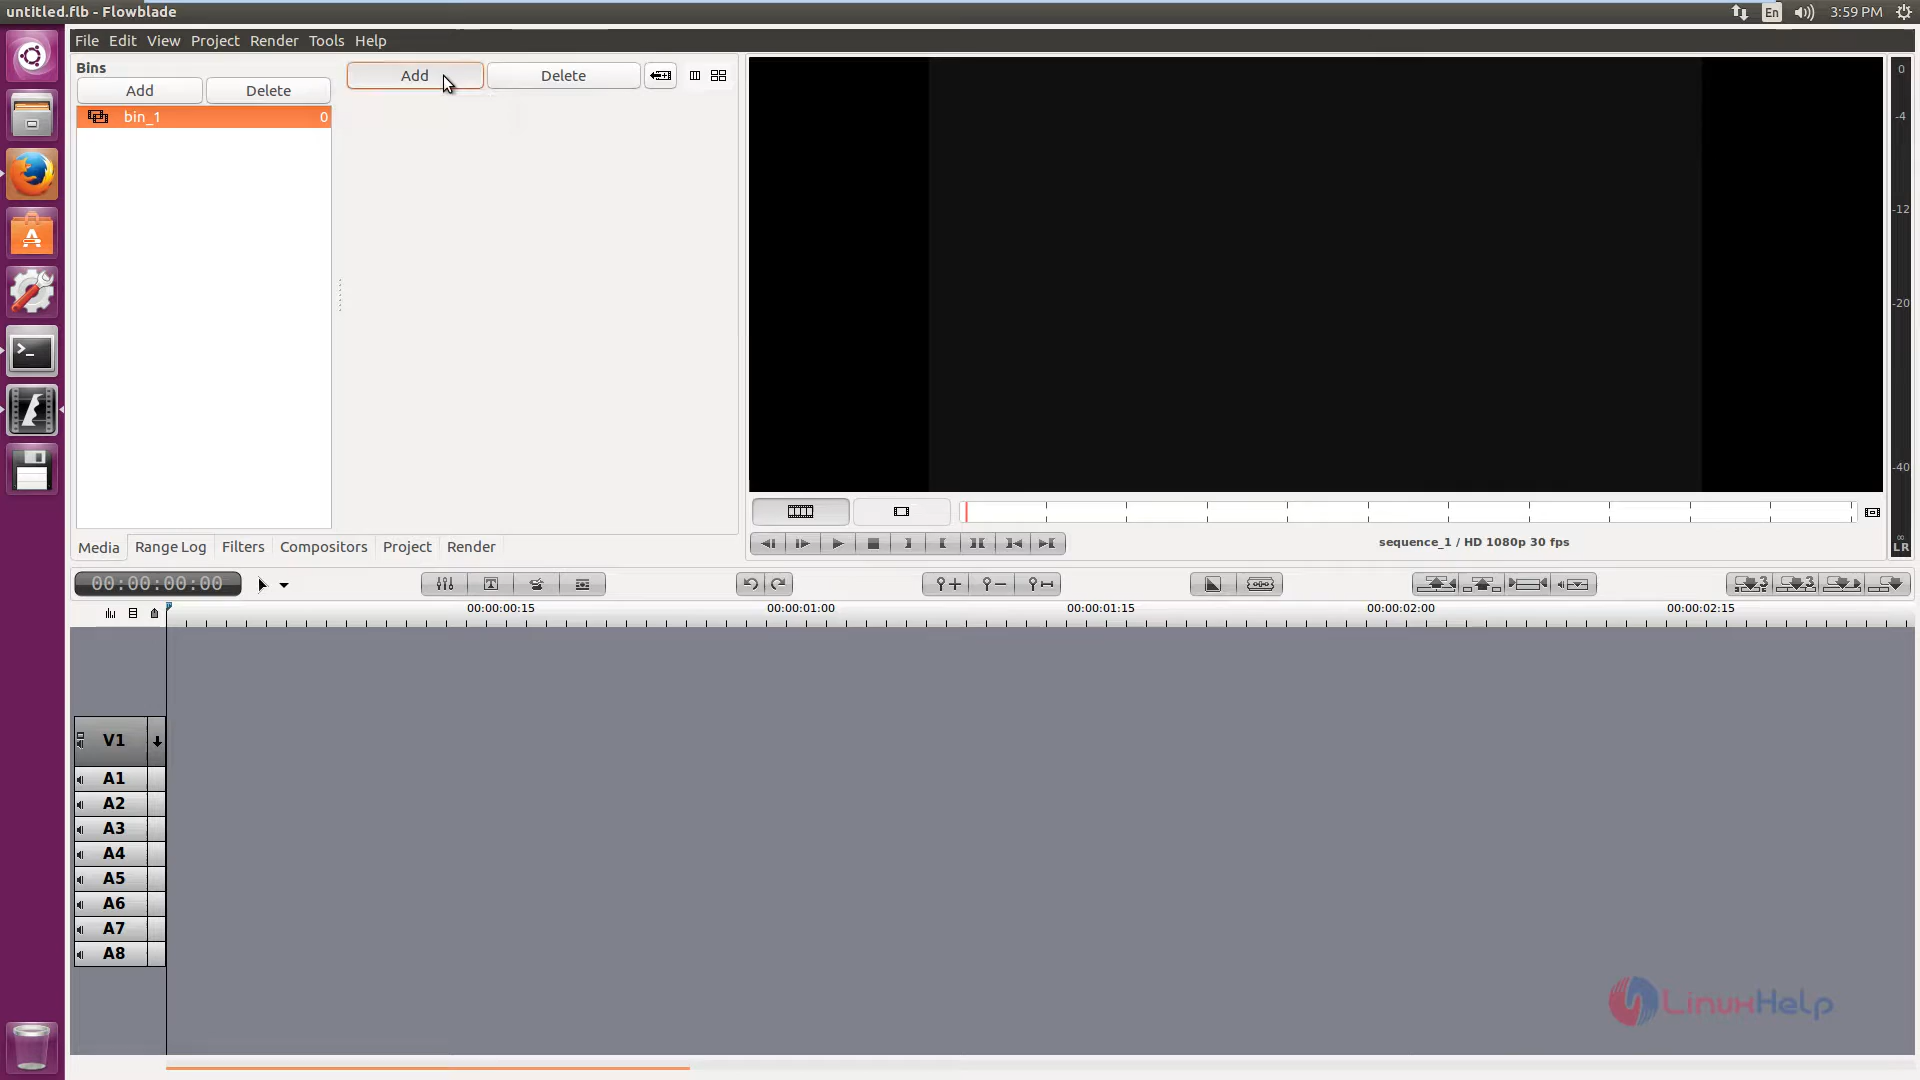 untitled.flb - Flowblade
En
3:59 PM
File Edit View Project Render Tools Help
Bins
Add Delete
Add Delete
bin_1 0
0
-4
-12
-20
-40
∞
LR
Media Range Log Filters Compositors Project Render
sequence_1 / HD 1080p 30 fps
00:00:00:00
00:00:00:15 00:00:01:00 00:00:01:15 00:00:02:00 00:00:02:15
V1
A1
A2
A3
A4
A5
A6
A7
A8
LinuxHelp